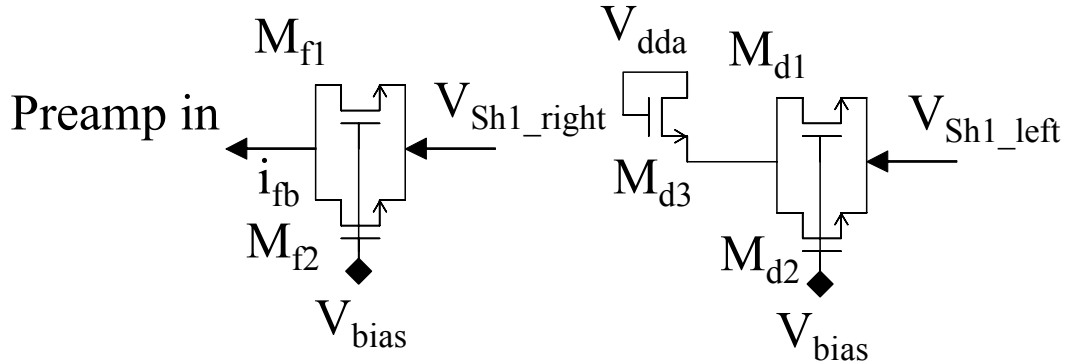 M_f1
V_dda
M_d1
Preamp in
V_Sh1_right
V_Sh1_left
i_fb
M_d3
M_f2
M_d2
V_bias
V_bias